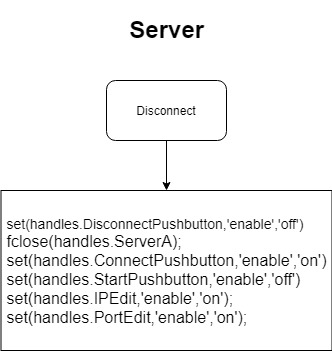 Server
Disconnect
set(handles.DisconnectPushbutton,'enable','off')
fclose(handles.ServerA);
set(handles.ConnectPushbutton,'enable','on')
set(handles.StartPushbutton,'enable','off')
set(handles.IPEdit,'enable','on');
set(handles.PortEdit,'enable','on');